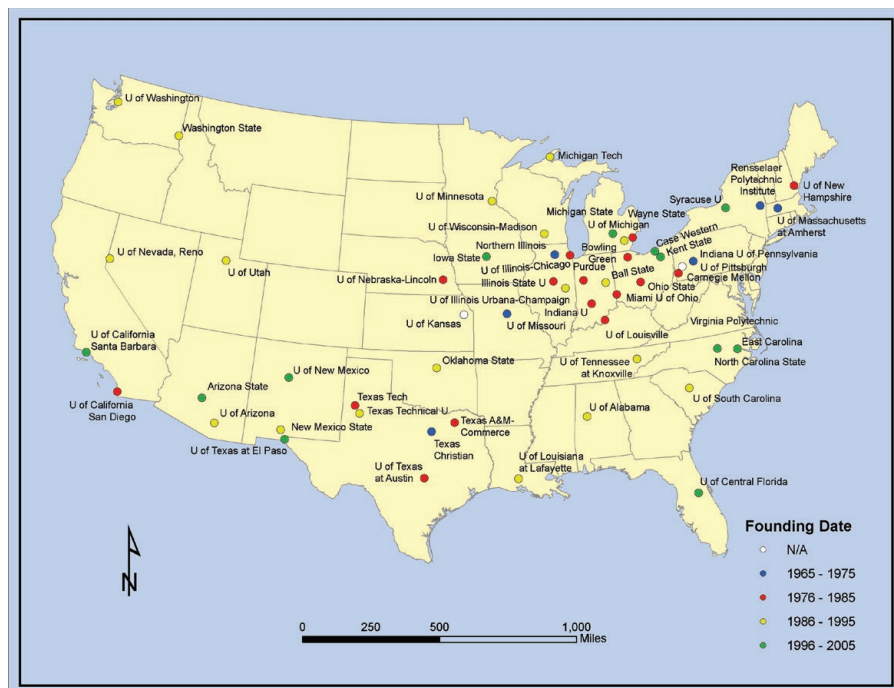 U of Washington
Washington State
Michigan Tech
Rensselaer
Polytechnic
Institute
U of New
Hampshire
U of Minnesota
Michigan State
Wayne State
Syracuse U
U of Michigan
U of Massachusetts
at Amherst
U of Wisconsin-Madison
Case Western
Kent State
Northern Illinois
Bowling
Green
Indiana U of Pennsylvania
U of Nevada, Reno
Iowa State
U of Utah
U of Illinois-Chicago
Purdue
Ball State
U of Pittsburgh
Carnegie Mellon
U of Nebraska-Lincoln
Illinois State U
Ohio State
Miami U of Ohio
U of Illinois Urbana-Champaign
Indiana U
U of Kansas
U of Missouri
Virginia Polytechnic
U of Louisville
U of California
Santa Barbara
East Carolina
North Carolina State
Oklahoma State
U of Tennessee
at Knoxville
U of New Mexico
Arizona State
U of California
San Diego
Texas Tech
Texas Technical U
U of South Carolina
U of Arizona
New Mexico State
Texas A&M-
Commerce
U of Alabama
U of Texas at El Paso
Texas
Christian
U of Texas
at Austin
U of Louisiana
at Lafayette
U of Central Florida
N
Founding Date
N/A
1965 - 1975
1976 - 1985
1986 - 1995
1996 - 2005
0 250 500 1,000
Miles